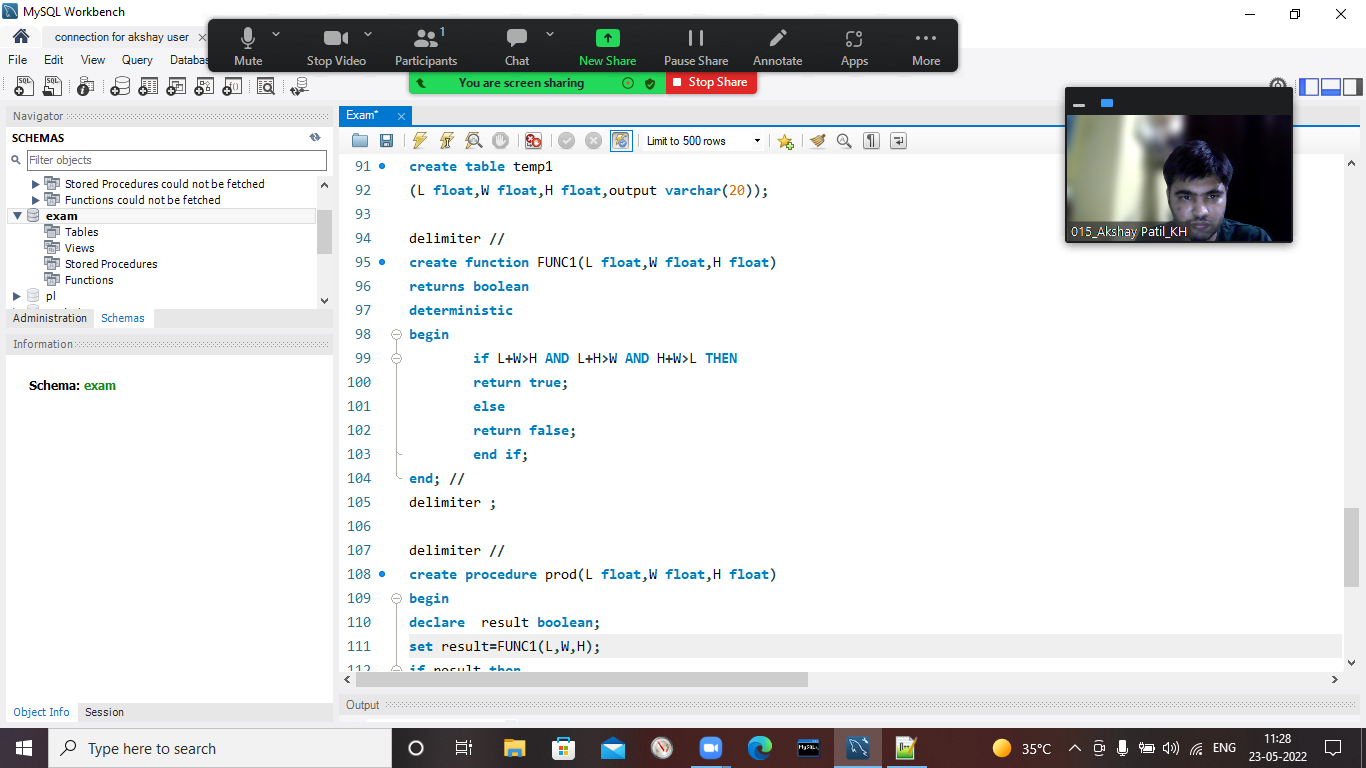 MySQL Workbench
connection for akshay user
File Edit View Query Databas
Mute Stop Video Participants 1 Chat New Share Pause Share Annotate Apps More
You are screen sharing Stop Share
Navigator
SCHEMAS
Filter objects
Stored Procedures could not be fetched
Functions could not be fetched
exam
Tables
Views
Stored Procedures
Functions
pl
Administration Schemas
Information
Schema: exam
Object Info Session
Exam*
Limit to 500 rows
91 create table temp1
92 (L float,W float,H float,output varchar(20));
93
94 delimiter //
95 create function FUNC1(L float,W float,H float)
96 returns boolean
97 deterministic
98 begin
99 if L+W>H AND L+H>W AND H+W>L THEN
100 return true;
101 else
102 return false;
103 end if;
104 end; //
105 delimiter ;
106
107 delimiter //
108 create procedure prod(L float,W float,H float)
109 begin
110 declare  result boolean;
111 set result=FUNC1(L,W,H);
112 if result then
Output
015_Akshay Patil_KH
Type here to search
35°C
ENG
11:28
23-05-2022